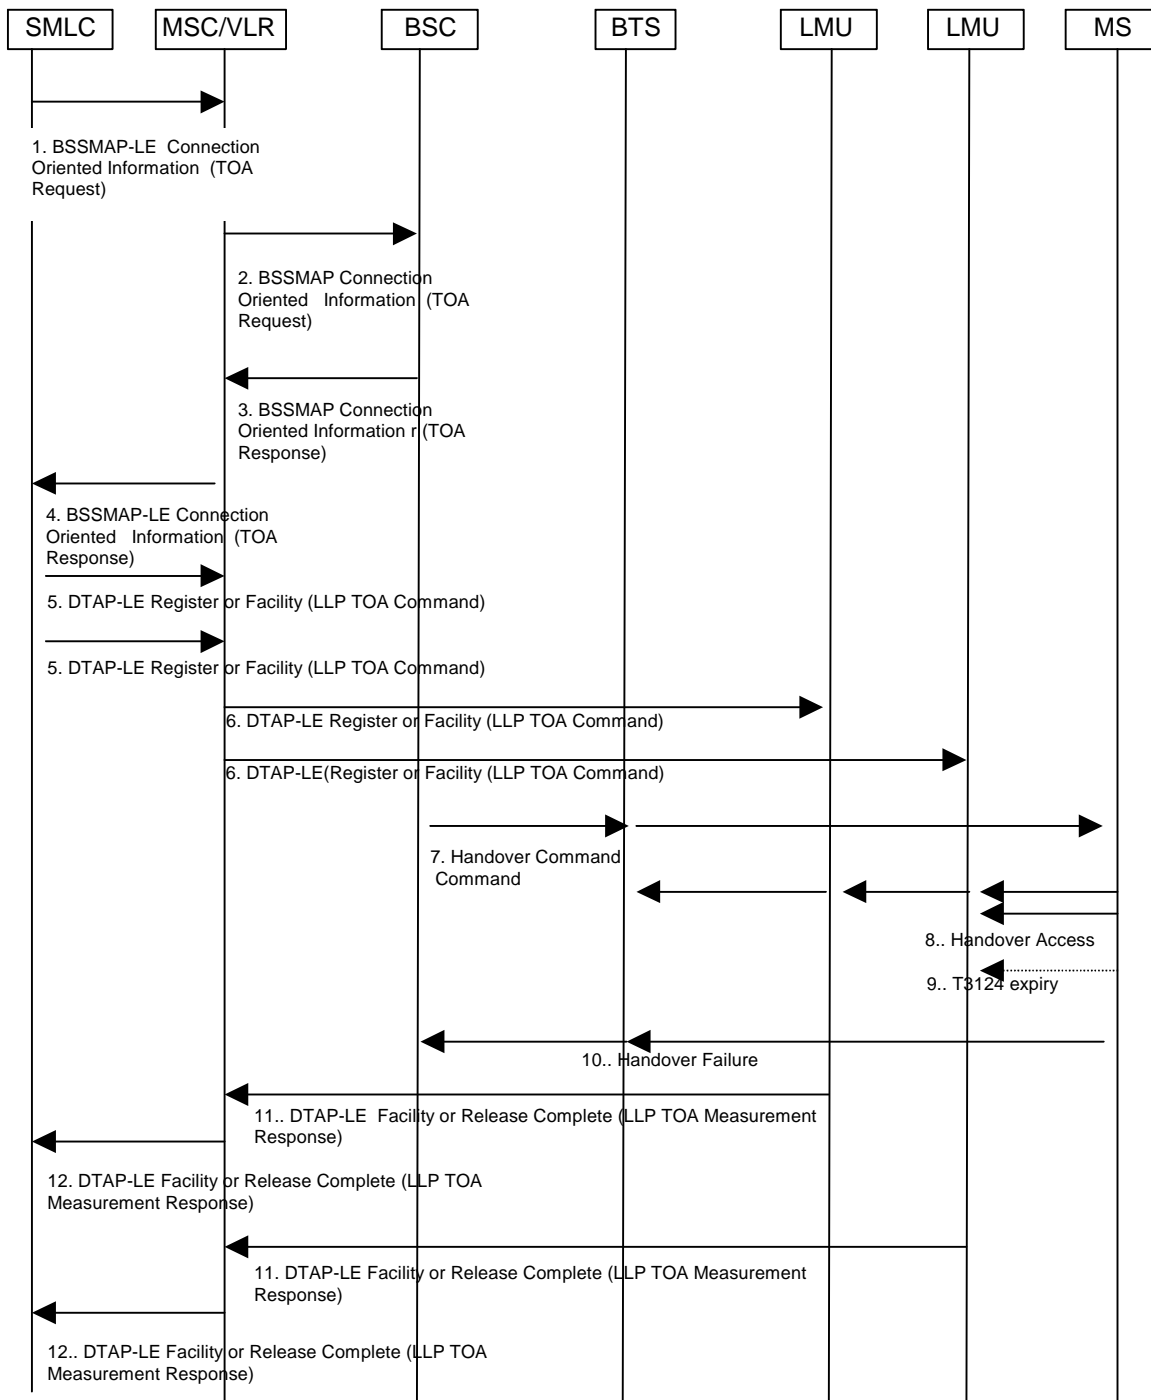 SMLC MSC/VLR BSC BTS LMU LMU MS
1. BSSMAP-LE Connection
Oriented Information (TOA
Request)
2. BSSMAP Connection
Oriented Information (TOA
Request)
3. BSSMAP Connection
Oriented Information r (TOA
Response)
4. BSSMAP-LE Connection
Oriented Information (TOA
Response)
5. DTAP-LE Register or Facility (LLP TOA Command)
5. DTAP-LE Register or Facility (LLP TOA Command)
6. DTAP-LE Register or Facility (LLP TOA Command)
6. DTAP-LE(Register or Facility (LLP TOA Command)
7. Handover Command
Command
8.. Handover Access
9.. T3124 expiry
10.. Handover Failure
11.. DTAP-LE Facility or Release Complete (LLP TOA Measurement
Response)
12. DTAP-LE Facility or Release Complete (LLP TOA
Measurement Response)
11. DTAP-LE Facility or Release Complete (LLP TOA Measurement
Response)
12.. DTAP-LE Facility or Release Complete (LLP TOA
Measurement Response)